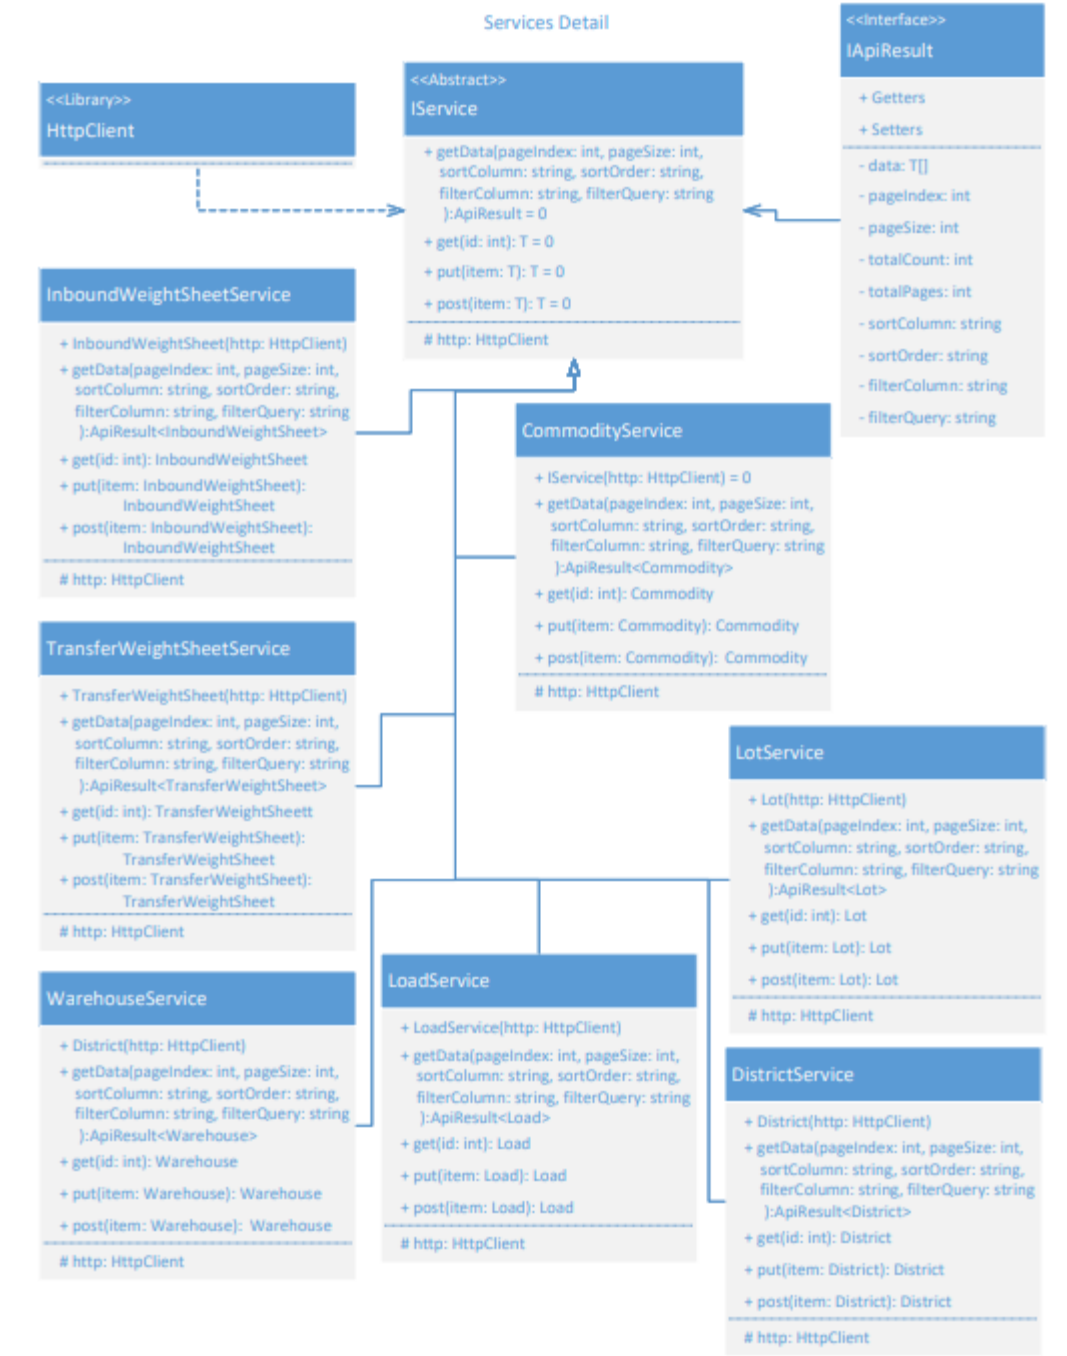 Services Detail
<<Interface>>
IApiResult
+ Getters
+ Setters
- data: T[]
- pageIndex: int
- pageSize: int
- totalCount: int
- totalPages: int
- sortColumn: string
- sortOrder: string
- filterColumn: string
- filterQuery: string
<<Library>>
HttpClient
<<Abstract>>
IService
+ getData(pageIndex: int, pageSize: int,
sortColumn: string, sortOrder: string,
filterColumn: string, filterQuery: string
):ApiResult = 0
+ get(id: int): T = 0
+ put(item: T): T = 0
+ post(item: T): T = 0
# http: HttpClient
InboundWeightSheetService
+ InboundWeightSheet(http: HttpClient)
+ getData(pageIndex: int, pageSize: int,
sortColumn: string, sortOrder: string,
filterColumn: string, filterQuery: string
):ApiResult<InboundWeightSheet>
+ get(id: int): InboundWeightSheet
+ put(item: InboundWeightSheet):
InboundWeightSheet
+ post(item: InboundWeightSheet):
InboundWeightSheet
# http: HttpClient
CommodityService
+ IService(http: HttpClient) = 0
+ getData(pageIndex: int, pageSize: int,
sortColumn: string, sortOrder: string,
filterColumn: string, filterQuery: string
):ApiResult<Commodity>
+ get(id: int): Commodity
+ put(item: Commodity): Commodity
+ post(item: Commodity): Commodity
# http: HttpClient
TransferWeightSheetService
+ TransferWeightSheet(http: HttpClient)
+ getData(pageIndex: int, pageSize: int,
sortColumn: string, sortOrder: string,
filterColumn: string, filterQuery: string
):ApiResult<TransferWeightSheet>
+ get(id: int): TransferWeightSheett
+ put(item: TransferWeightSheet):
TransferWeightSheet
+ post(item: TransferWeightSheet):
TransferWeightSheet
# http: HttpClient
LotService
+ Lot(http: HttpClient)
+ getData(pageIndex: int, pageSize: int,
sortColumn: string, sortOrder: string,
filterColumn: string, filterQuery: string
):ApiResult<Lot>
+ get(id: int): Lot
+ put(item: Lot): Lot
+ post(item: Lot): Lot
# http: HttpClient
WarehouseService
+ District(http: HttpClient)
+ getData(pageIndex: int, pageSize: int,
sortColumn: string, sortOrder: string,
filterColumn: string, filterQuery: string
):ApiResult<Warehouse>
+ get(id: int): Warehouse
+ put(item: Warehouse): Warehouse
+ post(item: Warehouse): Warehouse
# http: HttpClient
LoadService
+ LoadService(http: HttpClient)
+ getData(pageIndex: int, pageSize: int,
sortColumn: string, sortOrder: string,
filterColumn: string, filterQuery: string
):ApiResult<Load>
+ get(id: int): Load
+ put(item: Load): Load
+ post(item: Load): Load
# http: HttpClient
DistrictService
+ District(http: HttpClient)
+ getData(pageIndex: int, pageSize: int,
sortColumn: string, sortOrder: string,
filterColumn: string, filterQuery: string
):ApiResult<District>
+ get(id: int): District
+ put(item: District): District
+ post(item: District): District
# http: HttpClient